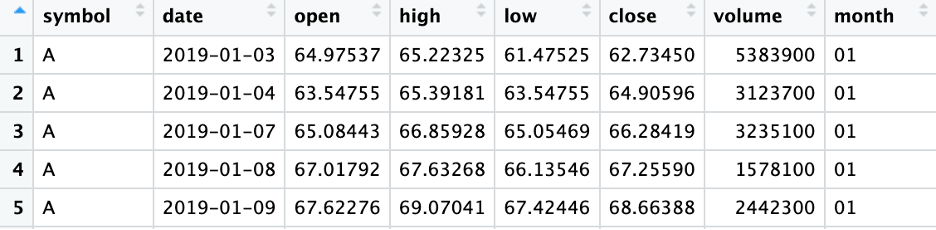 symbol date open high low close volume month
1 A 2019-01-03 64.97537 65.22325 61.47525 62.73450 5383900 01
2 A 2019-01-04 63.54755 65.39181 63.54755 64.90596 3123700 01
3 A 2019-01-07 65.08443 66.85928 65.05469 66.28419 3235100 01
4 A 2019-01-08 67.01792 67.63268 66.13546 67.25590 1578100 01
5 A 2019-01-09 67.62276 69.07041 67.42446 68.66388 2442300 01